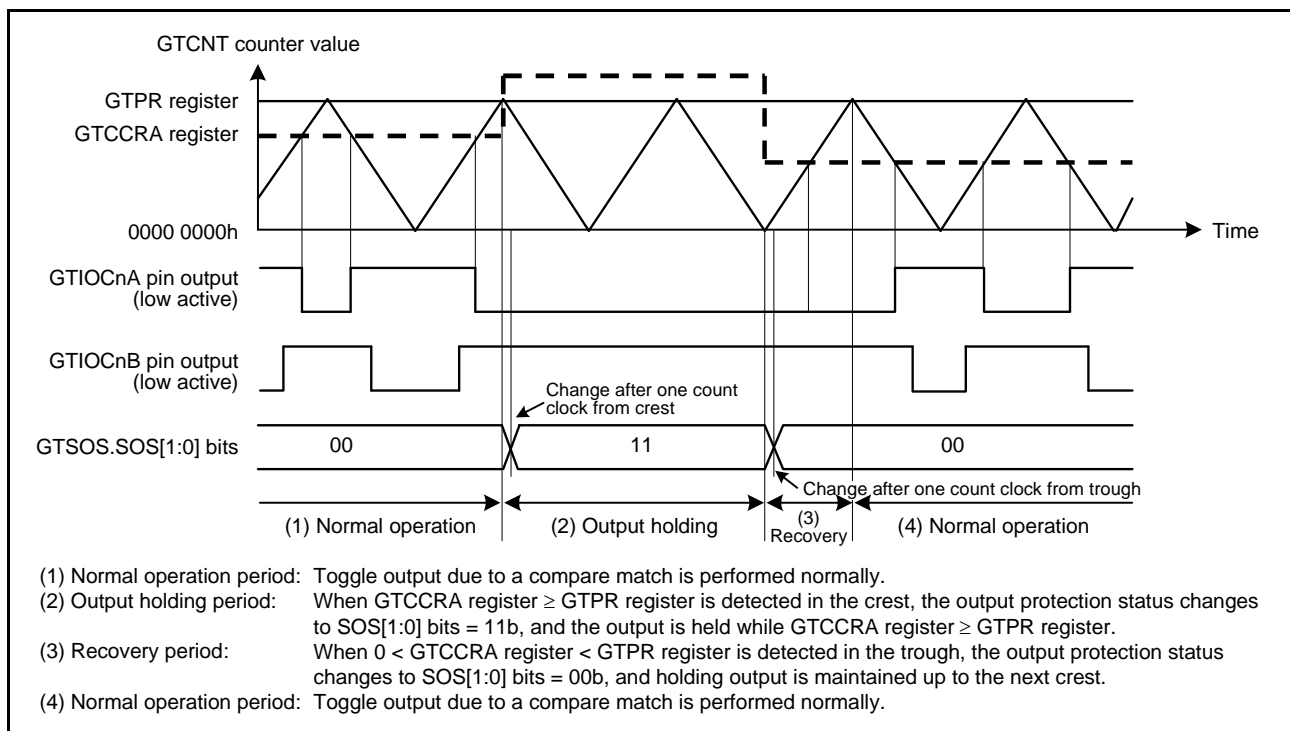 GTCNT counter value
GTPR register
GTCCRA register
0000 0000h
Time
GTIOCnA pin output
(low active)
GTIOCnB pin output
(low active)
Change after one count
clock from crest
GTSOS.SOS[1:0] bits
00
11
00
Change after one count clock from trough
(1) Normal operation
(2) Output holding
(3)
Recovery
(4) Normal operation
(1) Normal operation period: Toggle output due to a compare match is performed normally.
(2) Output holding period: When GTCCRA register ≥ GTPR register is detected in the crest, the output protection status changes
to SOS[1:0] bits = 11b, and the output is held while GTCCRA register ≥ GTPR register.
(3) Recovery period: When 0 < GTCCRA register < GTPR register is detected in the trough, the output protection status
changes to SOS[1:0] bits = 00b, and holding output is maintained up to the next crest.
(4) Normal operation period: Toggle output due to a compare match is performed normally.